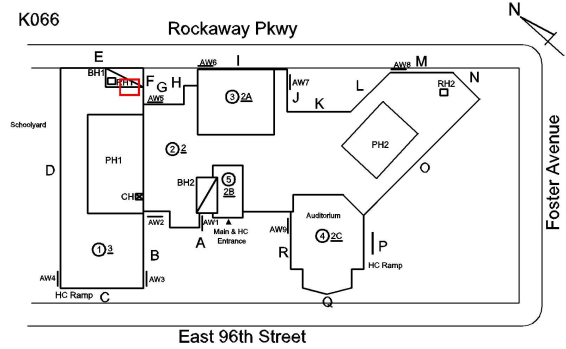 K066
Rockaway Pkwy
N
E
AW6
I
AW8
M
BH1
RH1
F
G
H
AW5
AW7
J
K
L
N
RH2
3 2A
Schoolyard
D
PH1
2 2
PH2
O
Foster Avenue
BH2
5
2B
CH
AW2
A
AW1
Main & HC
Entrance
Auditorium
AW9
4 2C
R
P
HC Ramp
1 3
B
AW4
AW3
HC Ramp
C
Q
East 96th Street